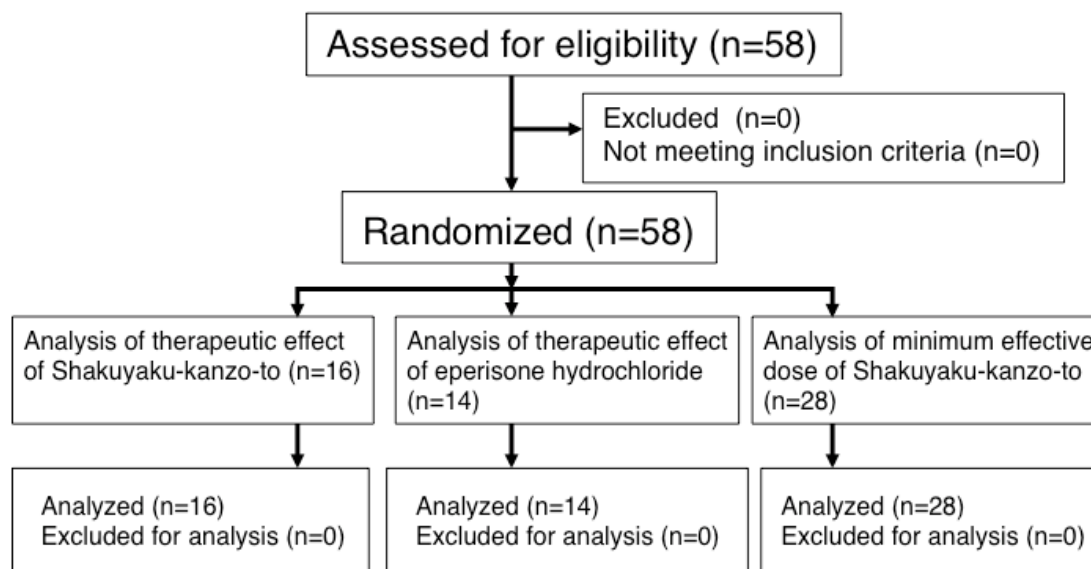 Assessed for eligibility (n=58)
Excluded  (n=0)
Not meeting inclusion criteria (n=0)
Randomized (n=58)
Analysis of therapeutic effect
of Shakuyaku-kanzo-to (n=16)
Analysis of therapeutic effect
of eperisone hydrochloride
(n=14)
Analysis of minimum effective
dose of Shakuyaku-kanzo-to
(n=28)
Analyzed (n=16)
Excluded for analysis (n=0)
Analyzed (n=14)
Excluded for analysis (n=0)
Analyzed (n=28)
Excluded for analysis (n=0)